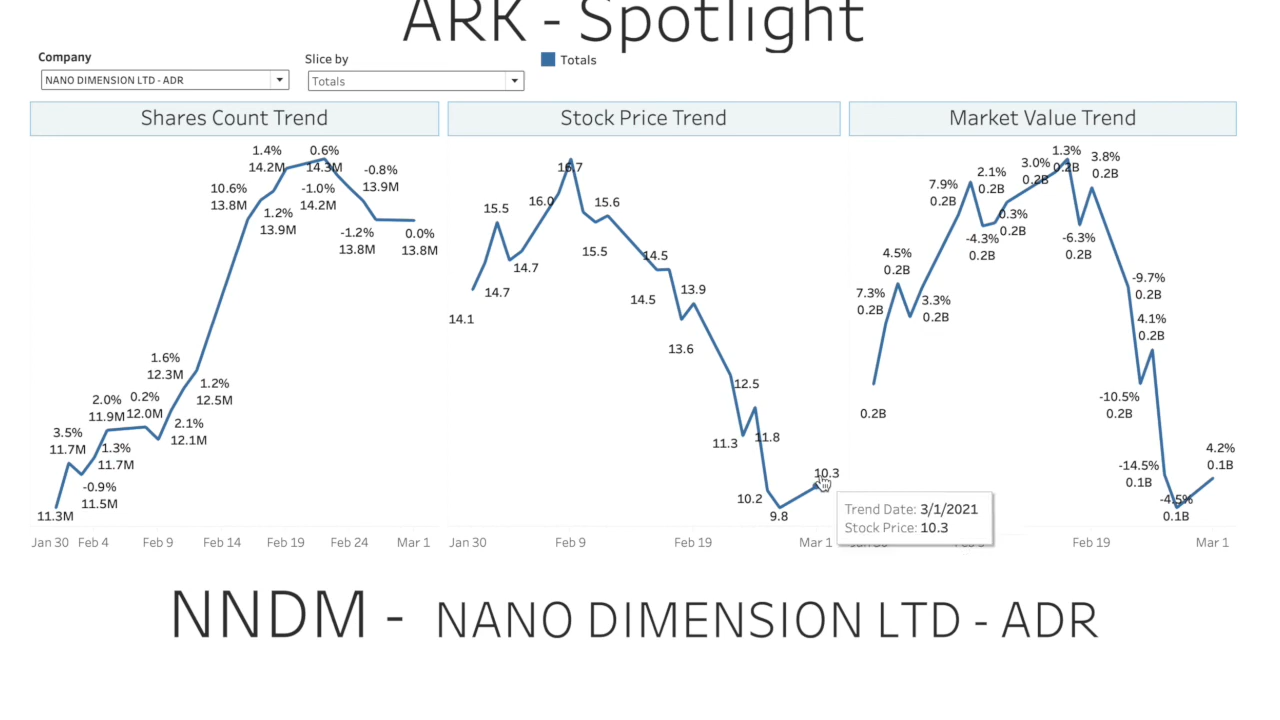 ARK - Spotlight
Company
Slice by
Totals
NANO DIMENSION LTD - ADR
Totals
Shares Count Trend
Stock Price Trend
Market Value Trend
11.3M
3.5%
11.7M
-0.9%
11.5M
1.3%
11.7M
2.0%
11.9M
0.2%
12.0M
2.1%
12.1M
1.6%
12.3M
1.2%
12.5M
10.6%
13.8M
1.2%
13.9M
1.4%
14.2M
0.6%
14.3M
-1.0%
14.2M
-1.2%
13.8M
-0.8%
13.9M
0.0%
13.8M
Jan 30
Feb 4
Feb 9
Feb 14
Feb 19
Feb 24
Mar 1
14.1
14.7
15.5
14.7
16.0
16.7
15.5
15.6
14.5
14.5
13.6
13.9
12.5
11.3
11.8
10.2
9.8
10.3
Jan 30
Feb 9
Feb 19
Mar 1
Trend Date: 3/1/2021
Stock Price: 10.3
0.2B
7.3%
0.2B
4.5%
0.2B
3.3%
0.2B
7.9%
0.2B
2.1%
0.2B
-4.3%
0.2B
0.3%
0.2B
3.0%
0.2B
1.3%
0.2B
-6.3%
0.2B
3.8%
0.2B
-9.7%
0.2B
-10.5%
0.2B
4.1%
0.2B
-14.5%
0.1B
-4.5%
0.1B
4.2%
0.1B
Feb 19
Mar 1
NNDM - NANO DIMENSION LTD - ADR